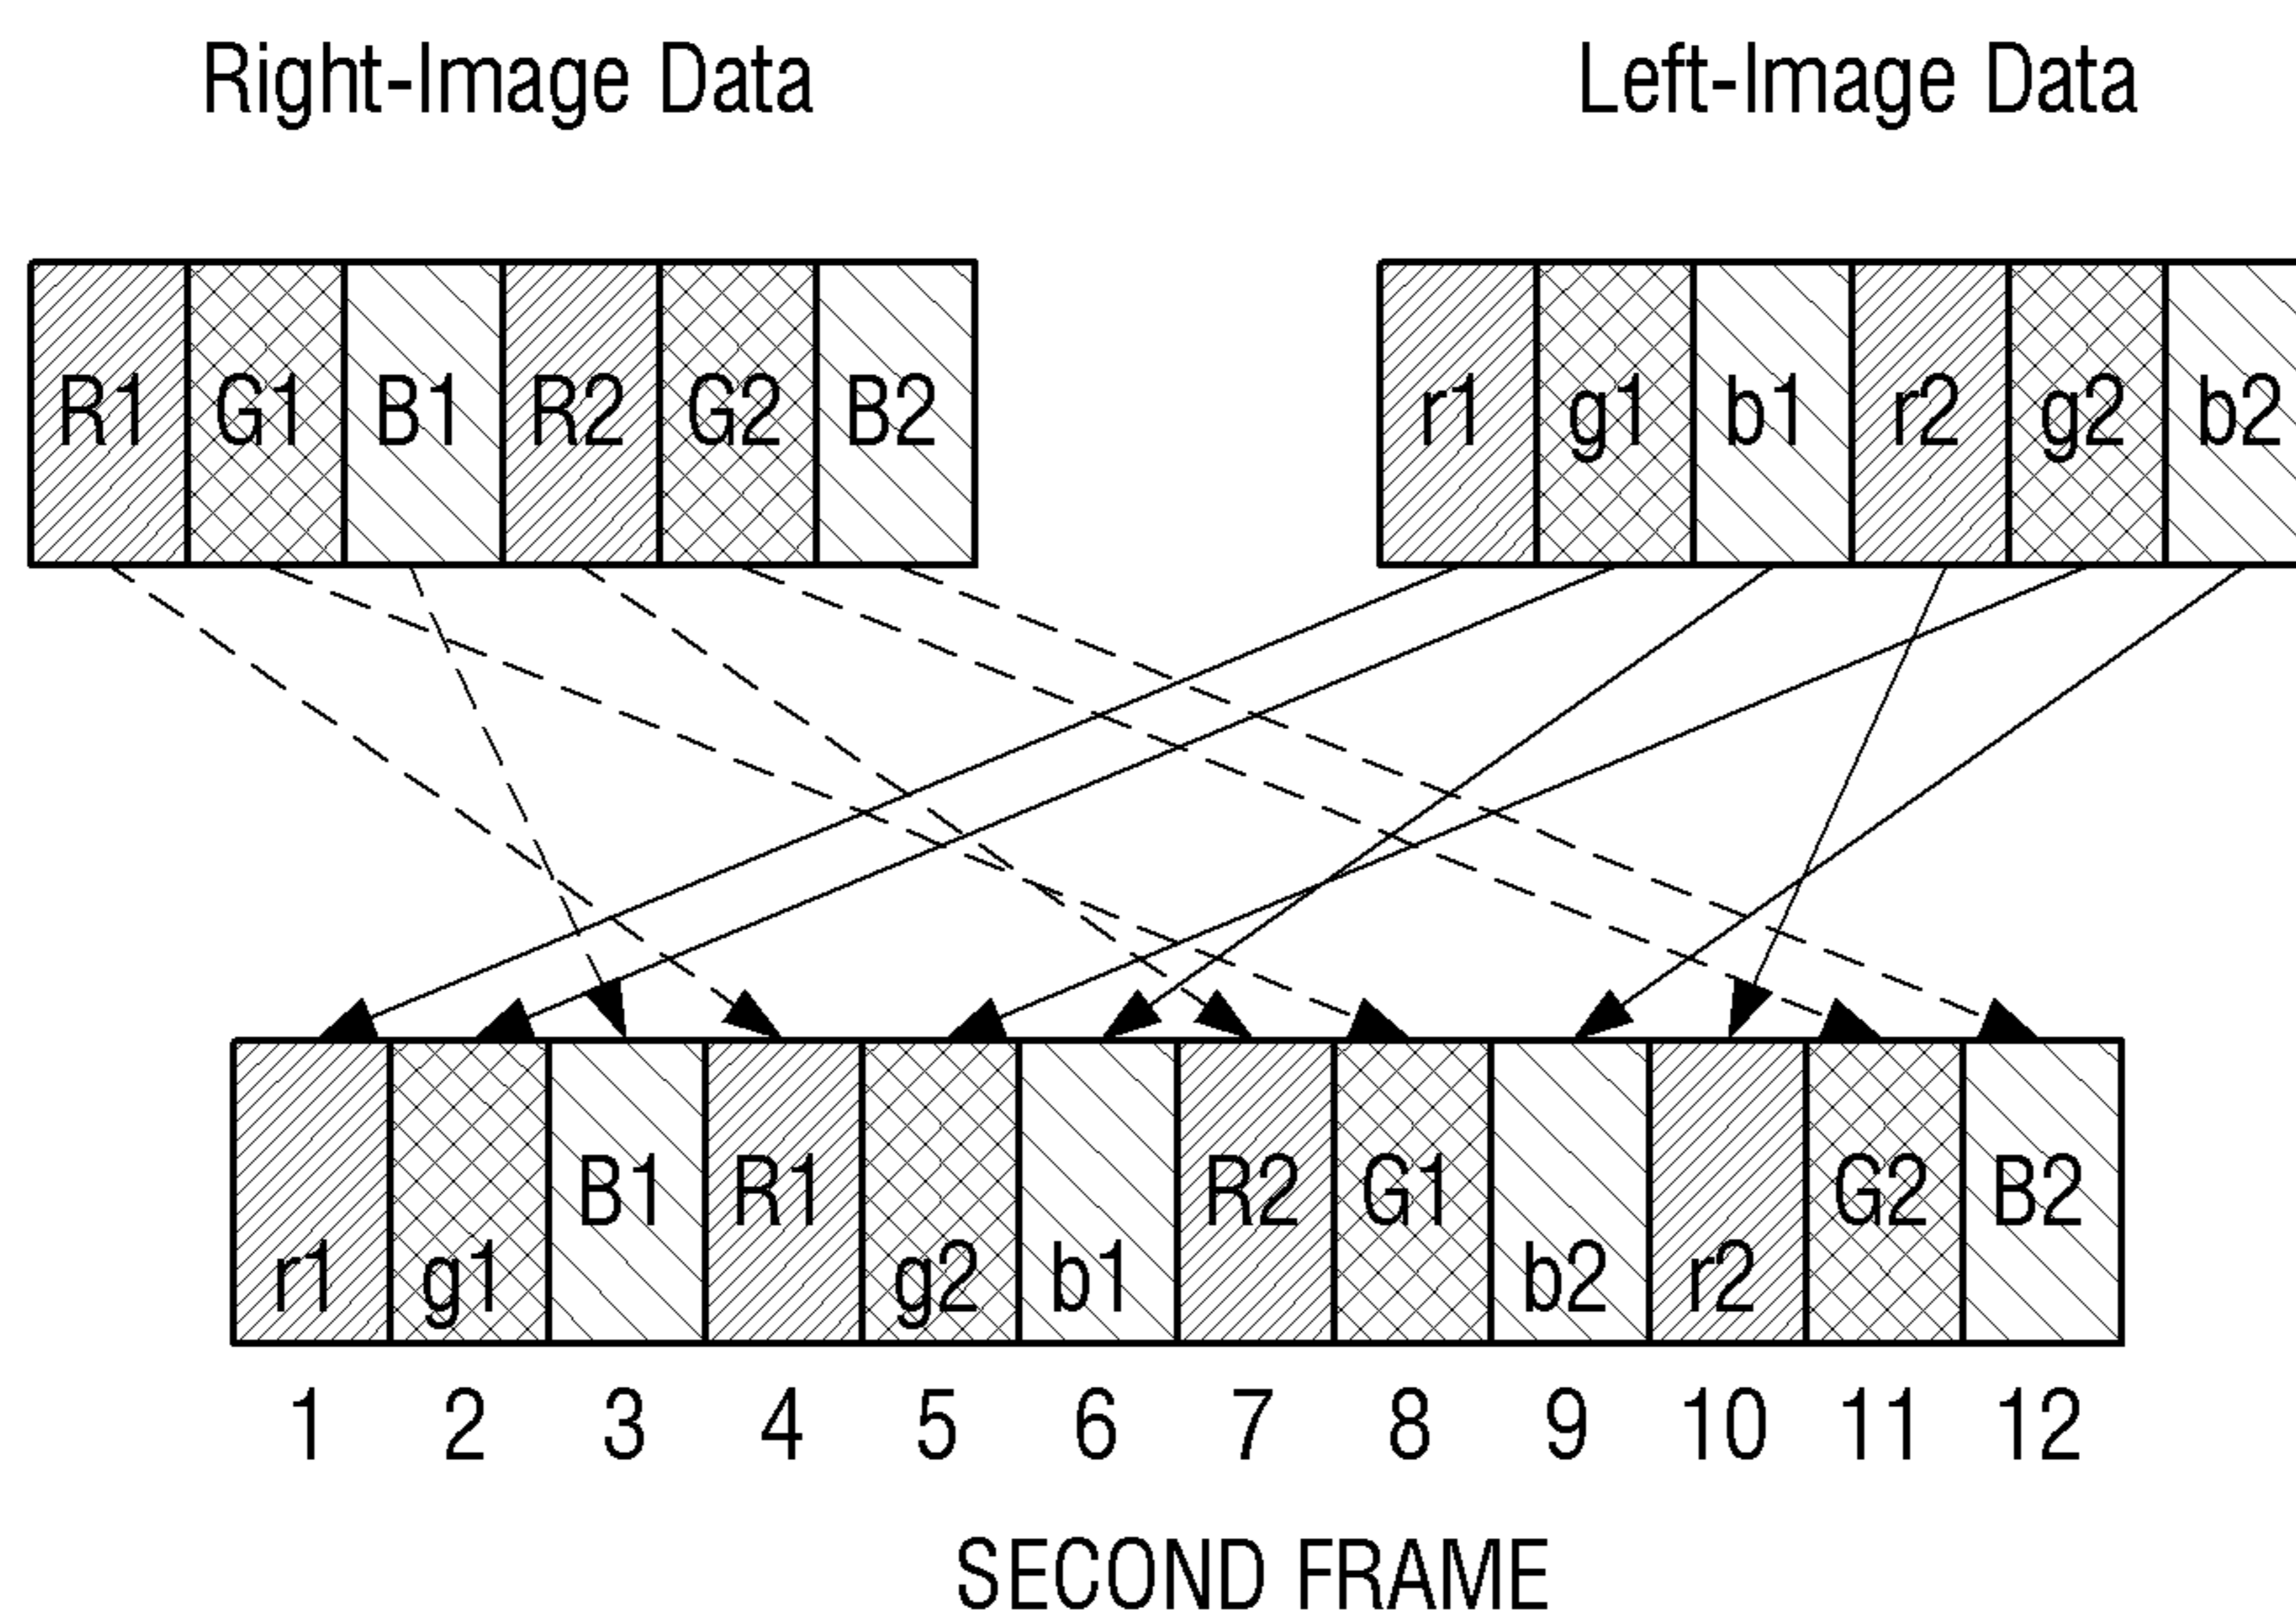 Right-Image Data Left-Image Data
R1 G1 B1 R2 G2 B2 r1 g1 b1 r2 g2 b2
r1 g1 B1 R1 g2 b1 R2 G1 b2 r2 G2 B2
1 2 3 4 5 6 7 8 9 10 11 12
SECOND FRAME